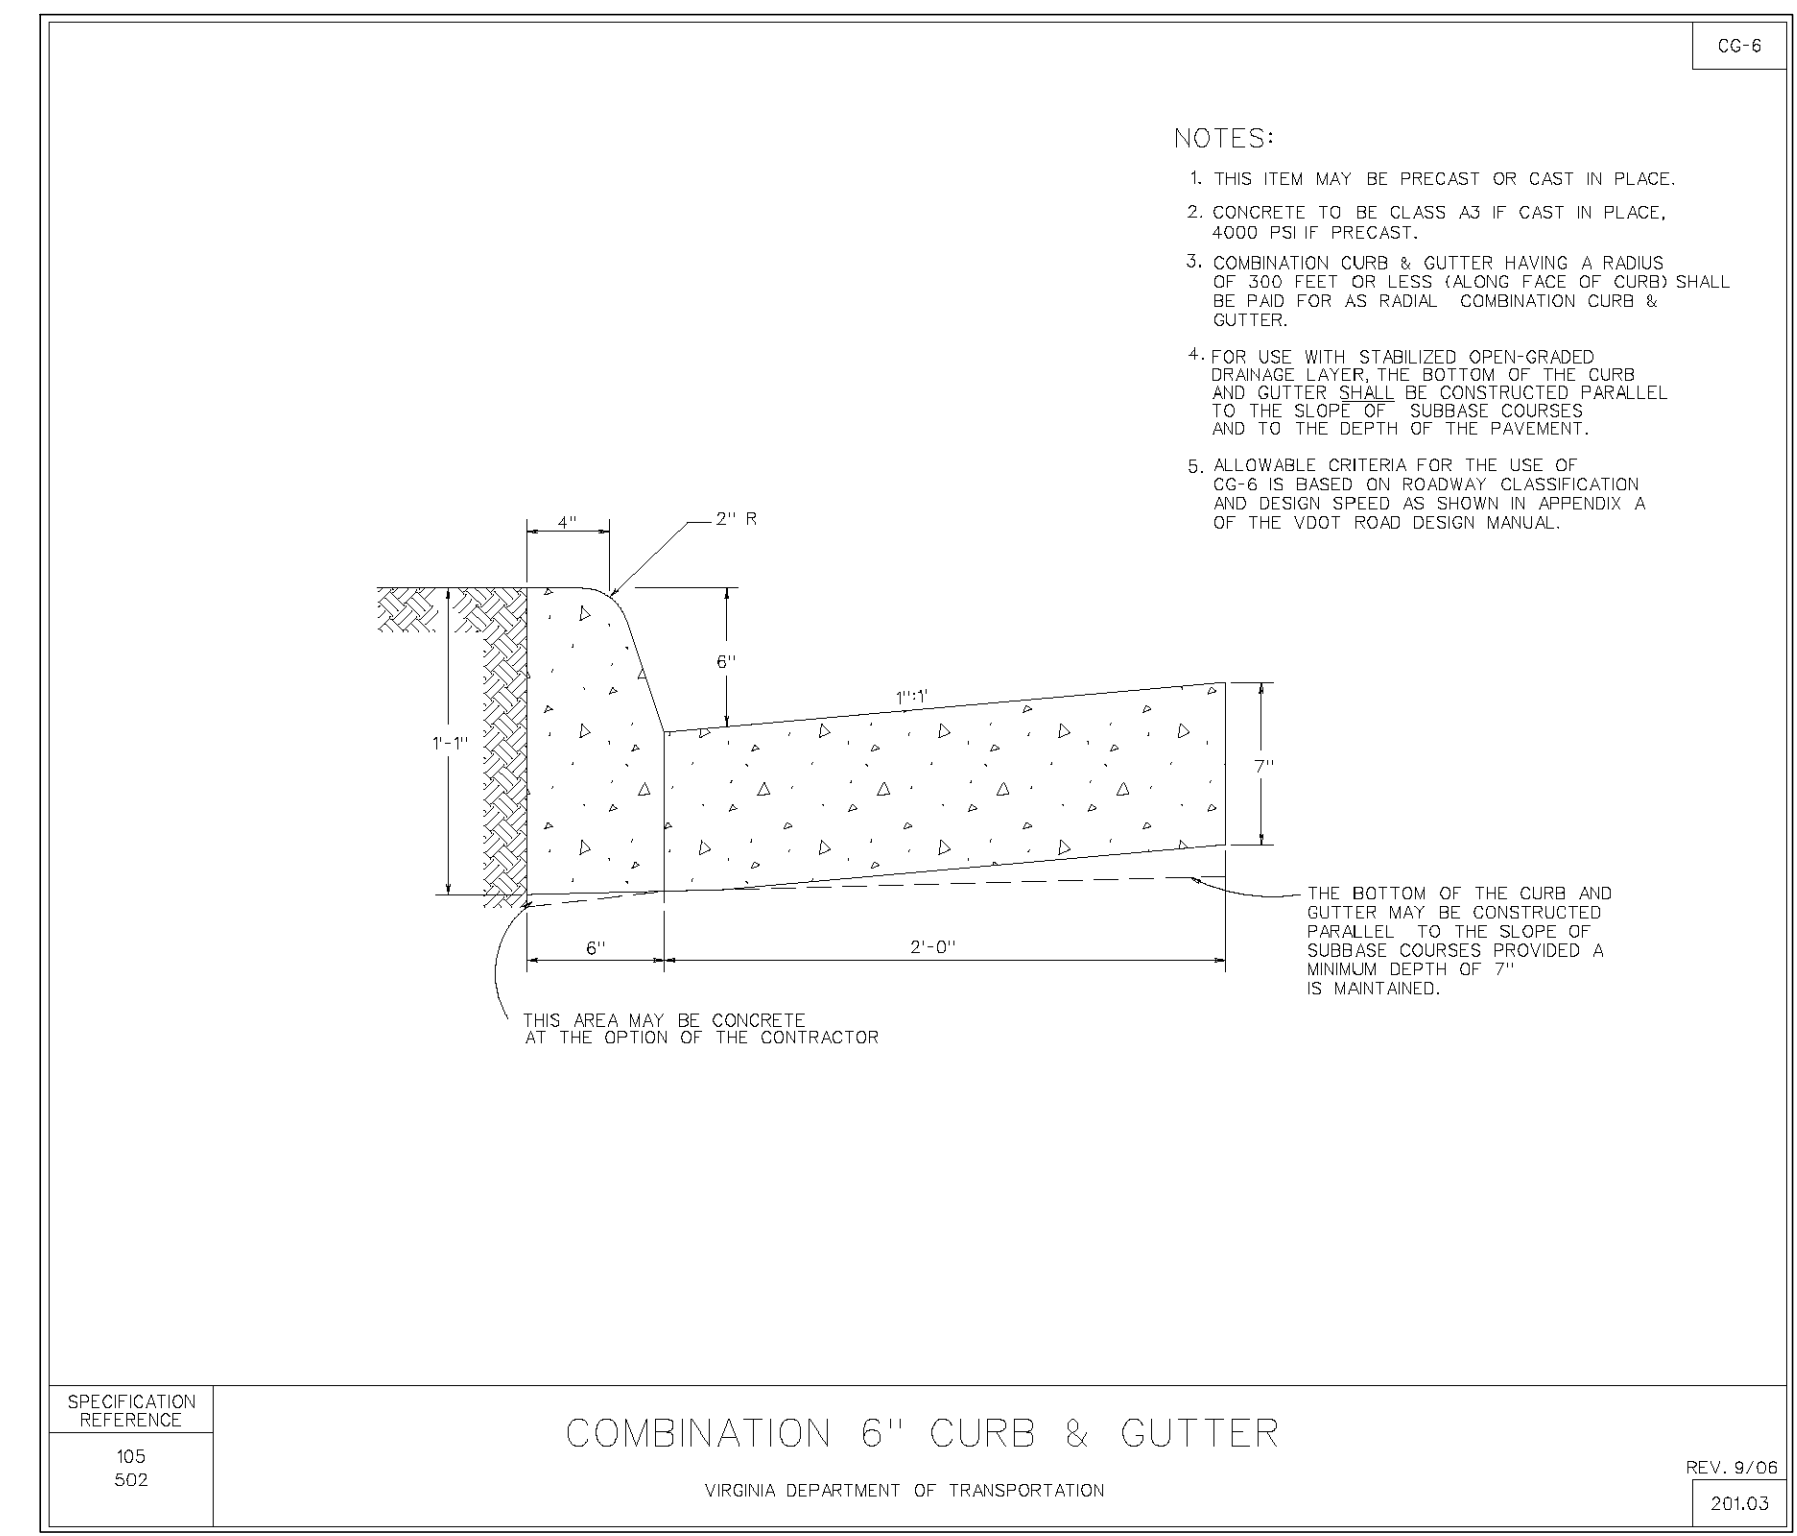 CG-6
NOTES:
1. THIS ITEM MAY BE PRECAST OR CAST IN PLACE.
2. CONCRETE TO BE CLASS A3 IF CAST IN PLACE,
4000 PSI IF PRECAST.
3. COMBINATION CURB & GUTTER HAVING A RADIUS
OF 300 FEET OR LESS (ALONG FACE OF CURB) SHALL
BE PAID FOR AS RADIAL COMBINATION CURB &
GUTTER.
4. FOR USE WITH STABILIZED OPEN-GRADED
DRAINAGE LAYER, THE BOTTOM OF THE CURB
AND GUTTER SHALL BE CONSTRUCTED PARALLEL
TO THE SLOPE OF SUBBASE COURSES
AND TO THE DEPTH OF THE PAVEMENT.
5. ALLOWABLE CRITERIA FOR THE USE OF
CG-6 IS BASED ON ROADWAY CLASSIFICATION
AND DESIGN SPEED AS SHOWN IN APPENDIX A
OF THE VDOT ROAD DESIGN MANUAL.
4"
2" R
6"
1":1'
1'-1"
7"
6"
2'-0"
THE BOTTOM OF THE CURB AND
GUTTER MAY BE CONSTRUCTED
PARALLEL TO THE SLOPE OF
SUBBASE COURSES PROVIDED A
MINIMUM DEPTH OF 7"
IS MAINTAINED.
THIS AREA MAY BE CONCRETE
AT THE OPTION OF THE CONTRACTOR
SPECIFICATION
REFERENCE
105
502
COMBINATION 6" CURB & GUTTER
VIRGINIA DEPARTMENT OF TRANSPORTATION
REV. 9/06
201.03